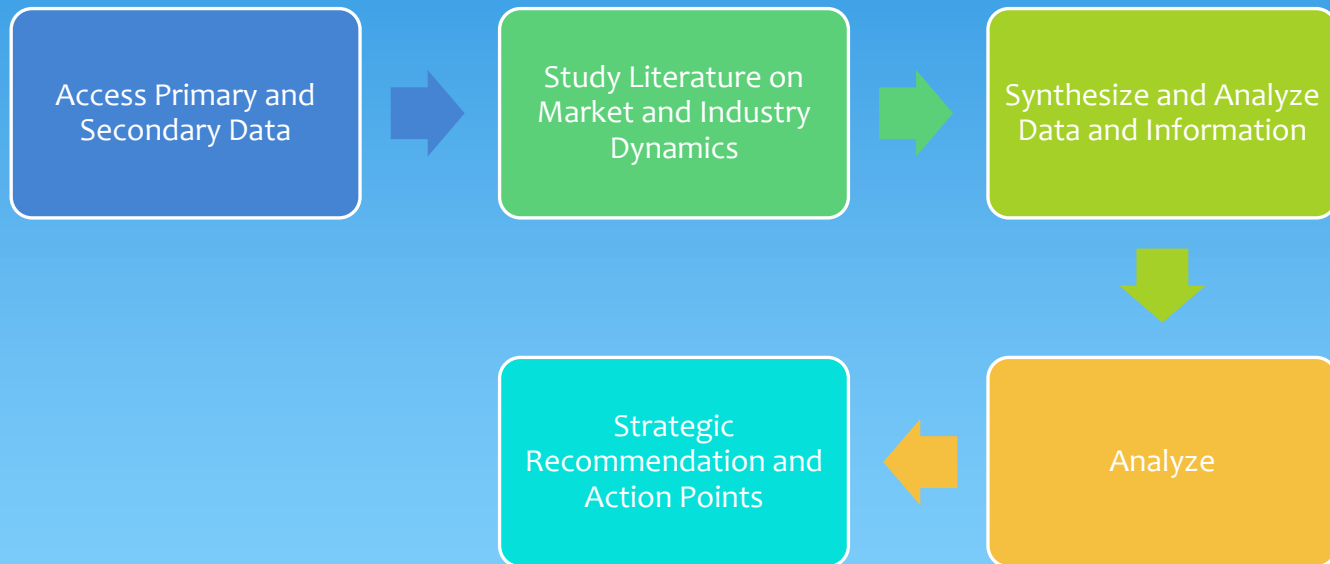 Access Primary and
Secondary Data
Study Literature on
Market and Industry
Dynamics
Synthesize and Analyze
Data and Information
Analyze
Strategic
Recommendation and
Action Points